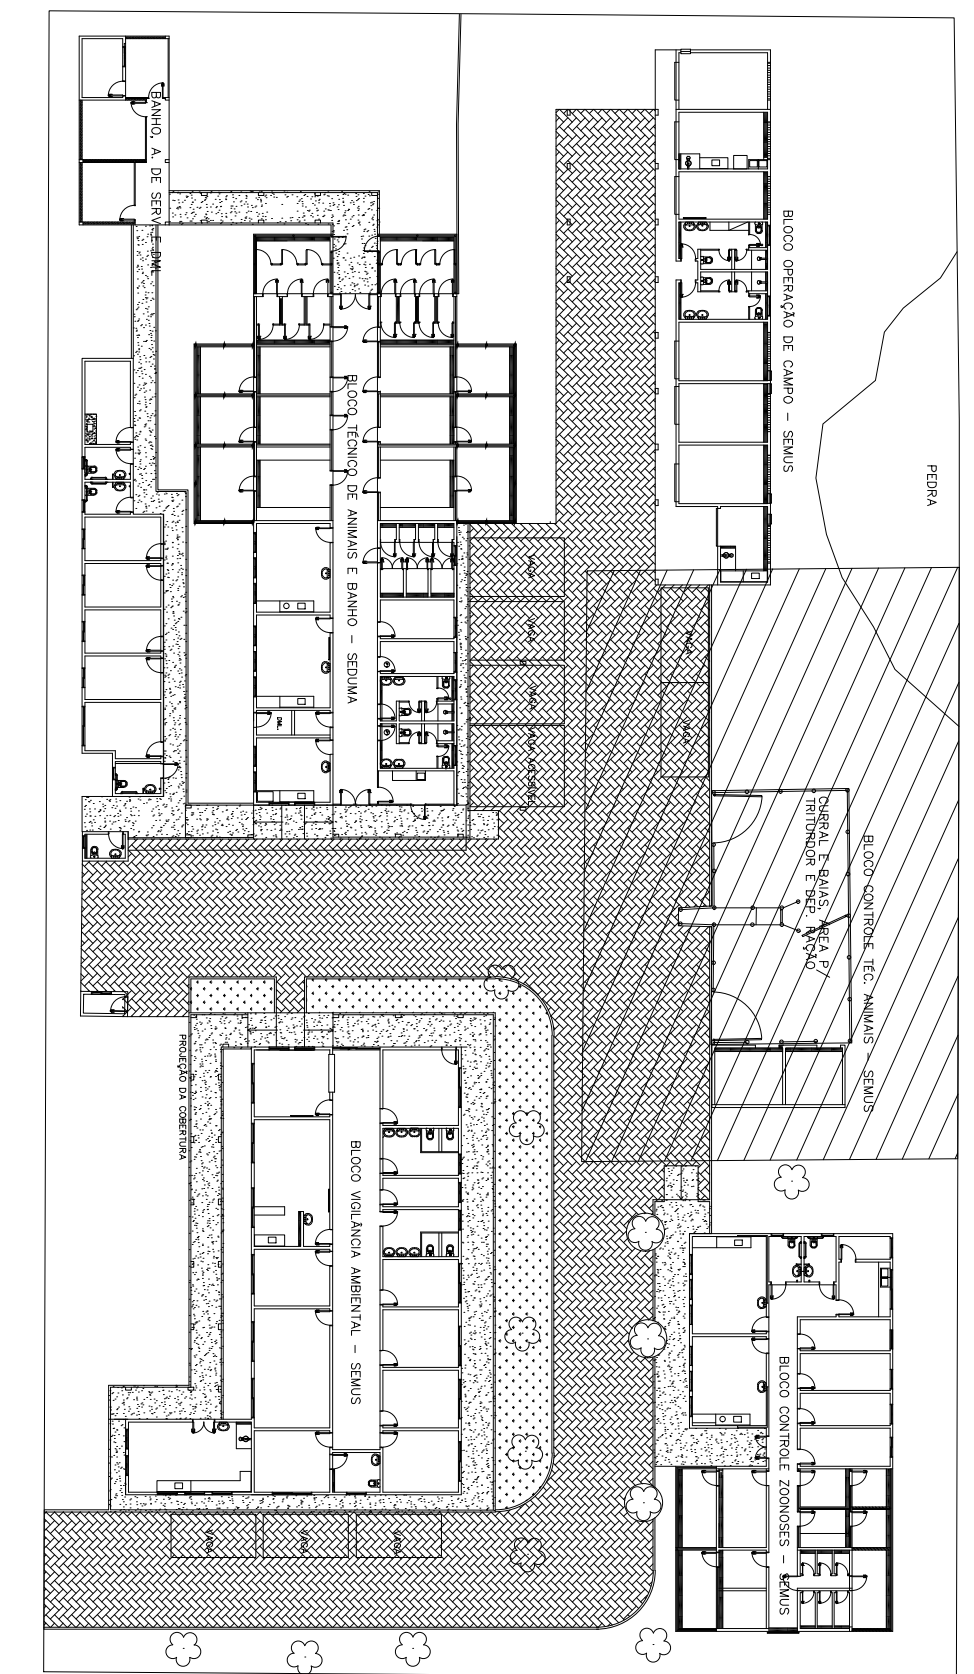 BANHO, A. DE SERV. E DML
BLOCO OPERAÇÃO DE CAMPO - SEMUS
PEDRA
BLOCO TÉCNICO DE ANIMAIS E BANHO - SEDUMA
VAGA
VAGA
VAGA
VAGA ACESSÍVEL
VAGA
VAGA
DML
CURRAL E BAIAS, ÁREA P/
TRITURDOR E DEP. RAÇÃO
BLOCO CONTROLE TÉC. ANIMAIS - SEMUS
PROJEÇÃO DA COBERTURA
BLOCO VIGILÂNCIA AMBIENTAL - SEMUS
BLOCO CONTROLE ZOONOSES - SEMUS
VAGA
VAGA
VAGA